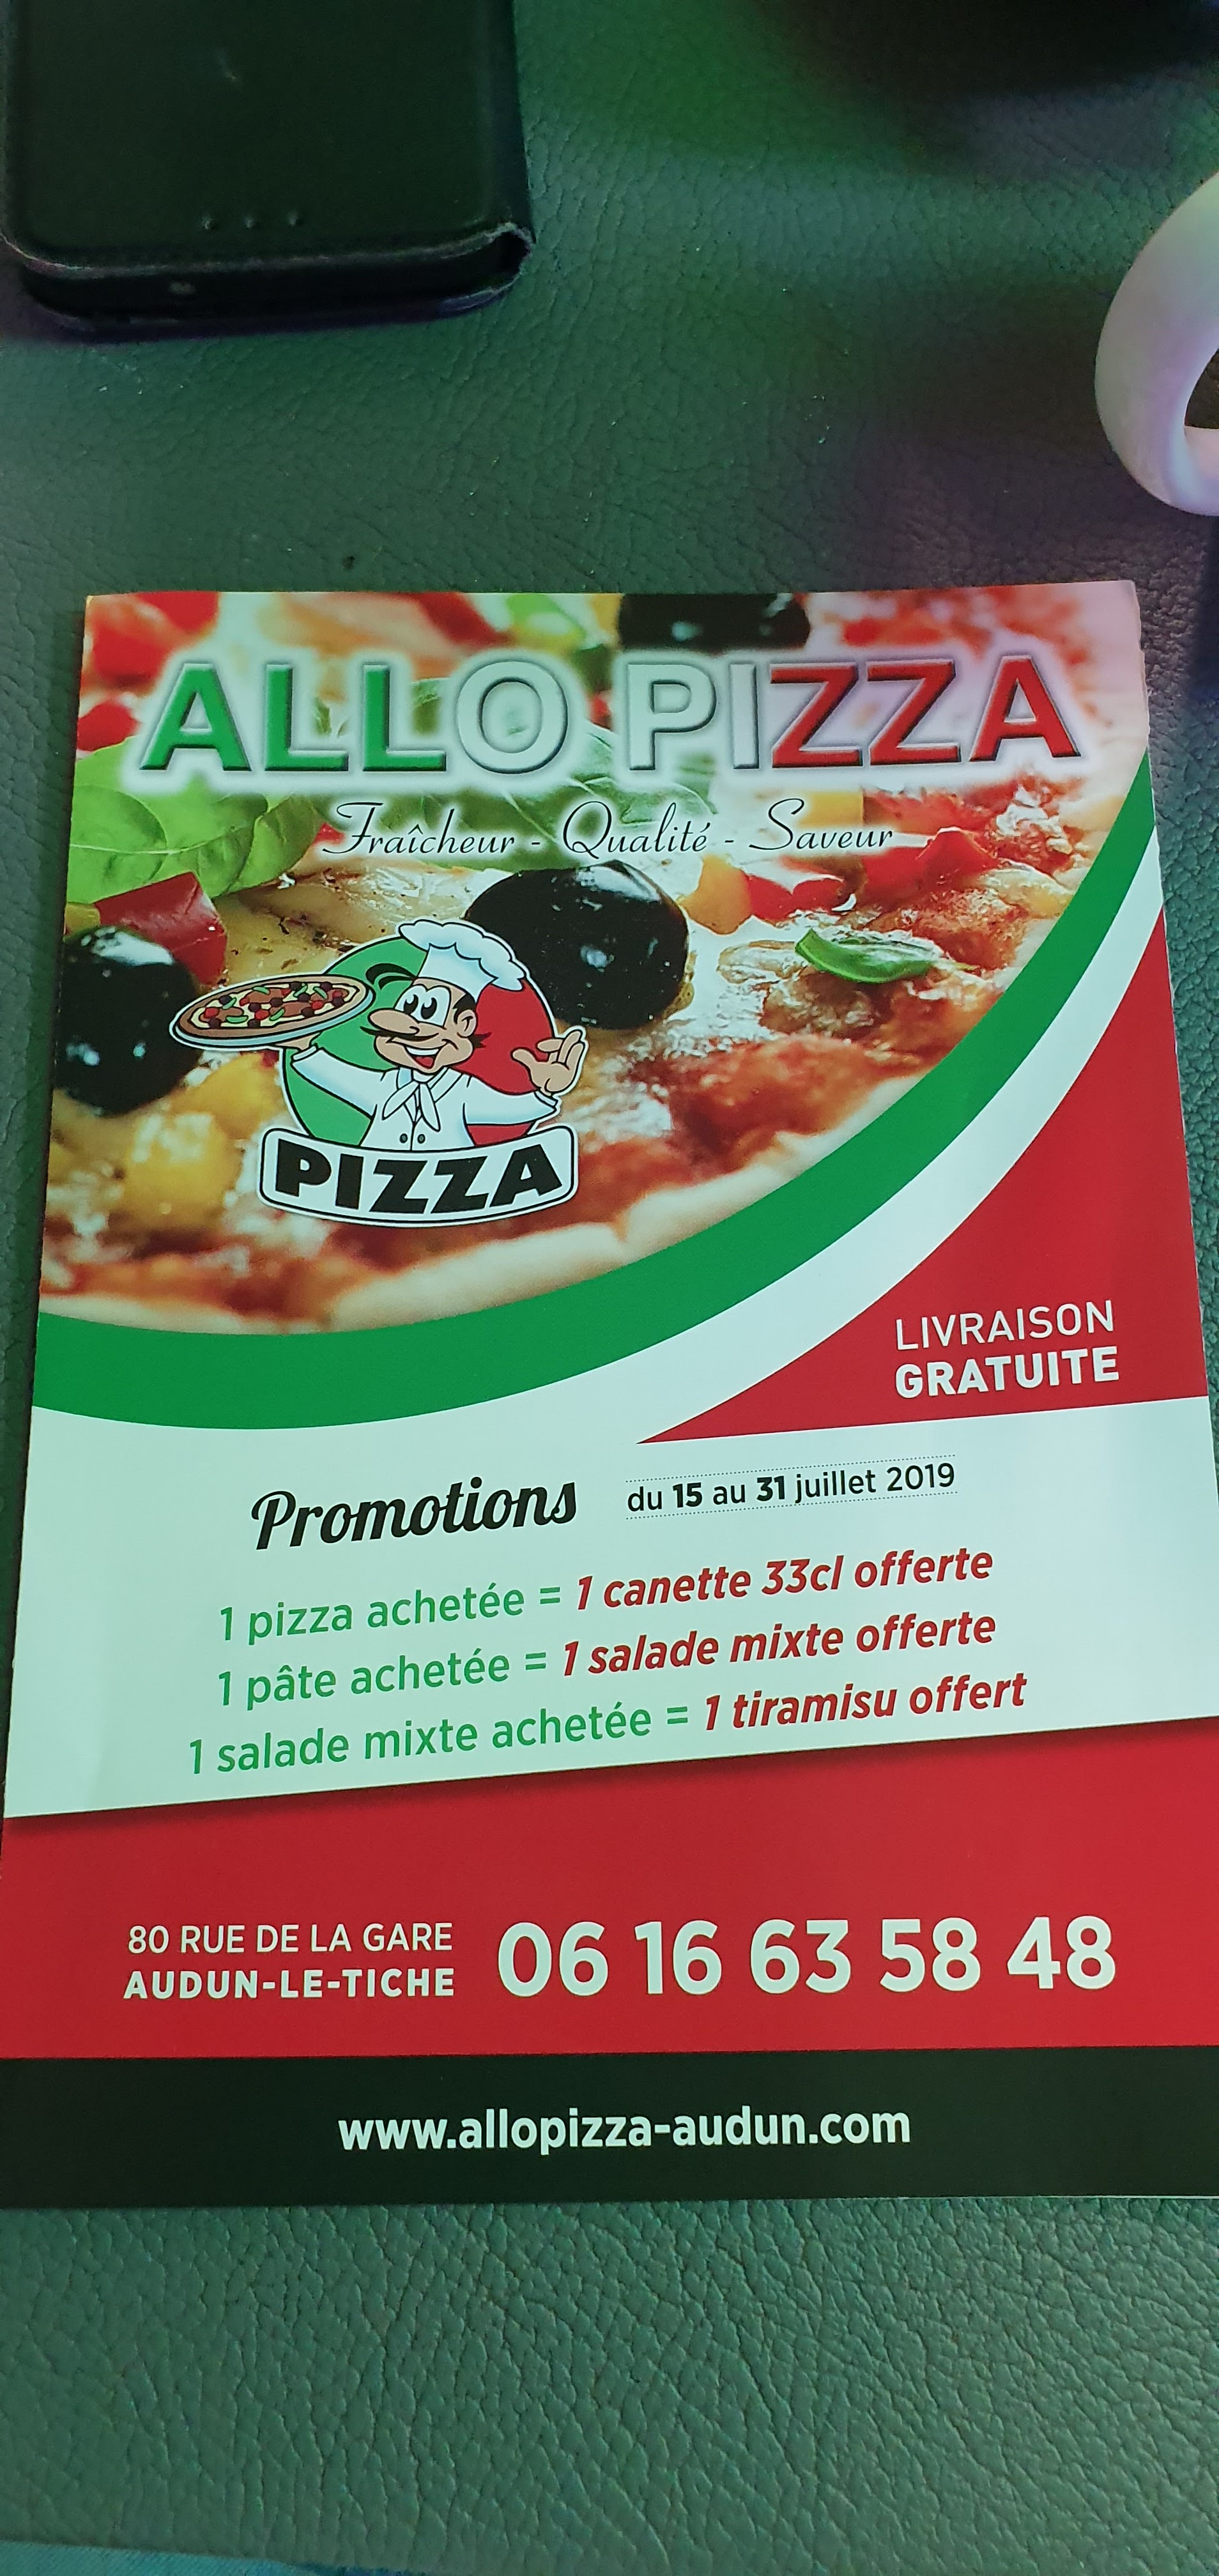 ALLO PIZZA
Fraîcheur - Qualité - Saveur
PIZZA
LIVRAISON
GRATUITE
Promotions du 15 au 31 juillet 2019
1 pizza achetée = 1 canette 33cl offerte
1 pâte achetée = 1 salade mixte offerte
1 salade mixte achetée = 1 tiramisu offert
80 RUE DE LA GARE
AUDUN-LE-TICHE
06 16 63 58 48
www.allopizza-audun.com